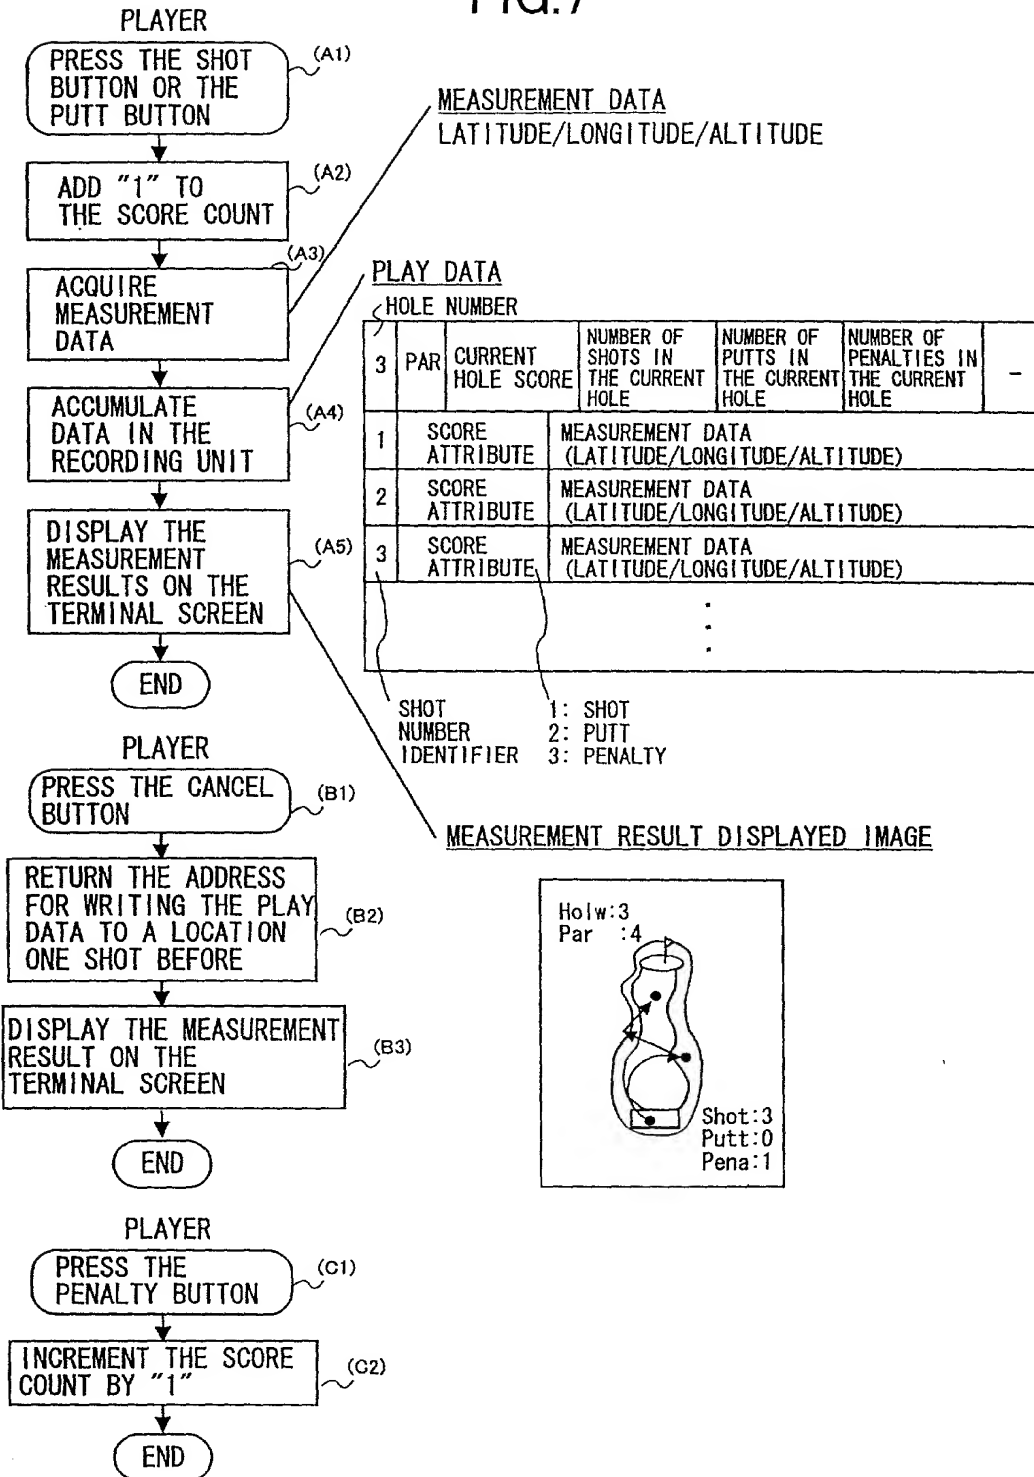 FIG.7
PLAYER
PRESS THE SHOT
BUTTON OR THE
PUTT BUTTON
(A1)
ADD "1" TO
THE SCORE COUNT
(A2)
ACQUIRE
MEASUREMENT
DATA
(A3)
ACCUMULATE
DATA IN THE
RECORDING UNIT
(A4)
DISPLAY THE
MEASUREMENT
RESULTS ON THE
TERMINAL SCREEN
(A5)
END
MEASUREMENT DATA
LATITUDE/LONGITUDE/ALTITUDE
PLAY DATA
HOLE NUMBER
3
PAR
CURRENT
HOLE SCORE
NUMBER OF
SHOTS IN
THE CURRENT
HOLE
NUMBER OF
PUTTS IN
THE CURRENT
HOLE
NUMBER OF
PENALTIES IN
THE CURRENT
HOLE
-
1
SCORE
ATTRIBUTE
MEASUREMENT DATA
(LATITUDE/LONGITUDE/ALTITUDE)
2
SCORE
ATTRIBUTE
MEASUREMENT DATA
(LATITUDE/LONGITUDE/ALTITUDE)
3
SCORE
ATTRIBUTE
MEASUREMENT DATA
(LATITUDE/LONGITUDE/ALTITUDE)
SHOT
NUMBER
IDENTIFIER
1: SHOT
2: PUTT
3: PENALTY
PLAYER
PRESS THE CANCEL
BUTTON
(B1)
RETURN THE ADDRESS
FOR WRITING THE PLAY
DATA TO A LOCATION
ONE SHOT BEFORE
(B2)
DISPLAY THE MEASUREMENT
RESULT ON THE
TERMINAL SCREEN
(B3)
END
MEASUREMENT RESULT DISPLAYED IMAGE
Holw:3
Par :4
Shot:3
Putt:0
Pena:1
PLAYER
PRESS THE
PENALTY BUTTON
(C1)
INCREMENT THE SCORE
COUNT BY "1"
(C2)
END